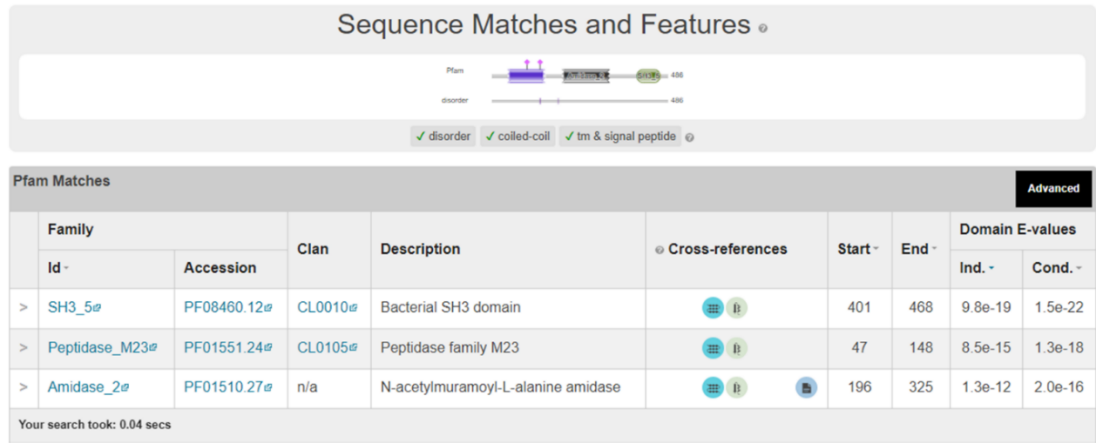 Sequence Matches and Features
Pfam 486
disorder 486
✓ disorder ✓ coiled-coil ✓ tm & signal peptide
Pfam Matches Advanced
Family Clan Description Cross-references Start End Domain E-values
Id Accession Ind. Cond.
> SH3_5 PF08460.12 CL0010 Bacterial SH3 domain 401 468 9.8e-19 1.5e-22
> Peptidase_M23 PF01551.24 CL0105 Peptidase family M23 47 148 8.5e-15 1.3e-18
> Amidase_2 PF01510.27 n/a N-acetylmuramoyl-L-alanine amidase 196 325 1.3e-12 2.0e-16
Your search took: 0.04 secs